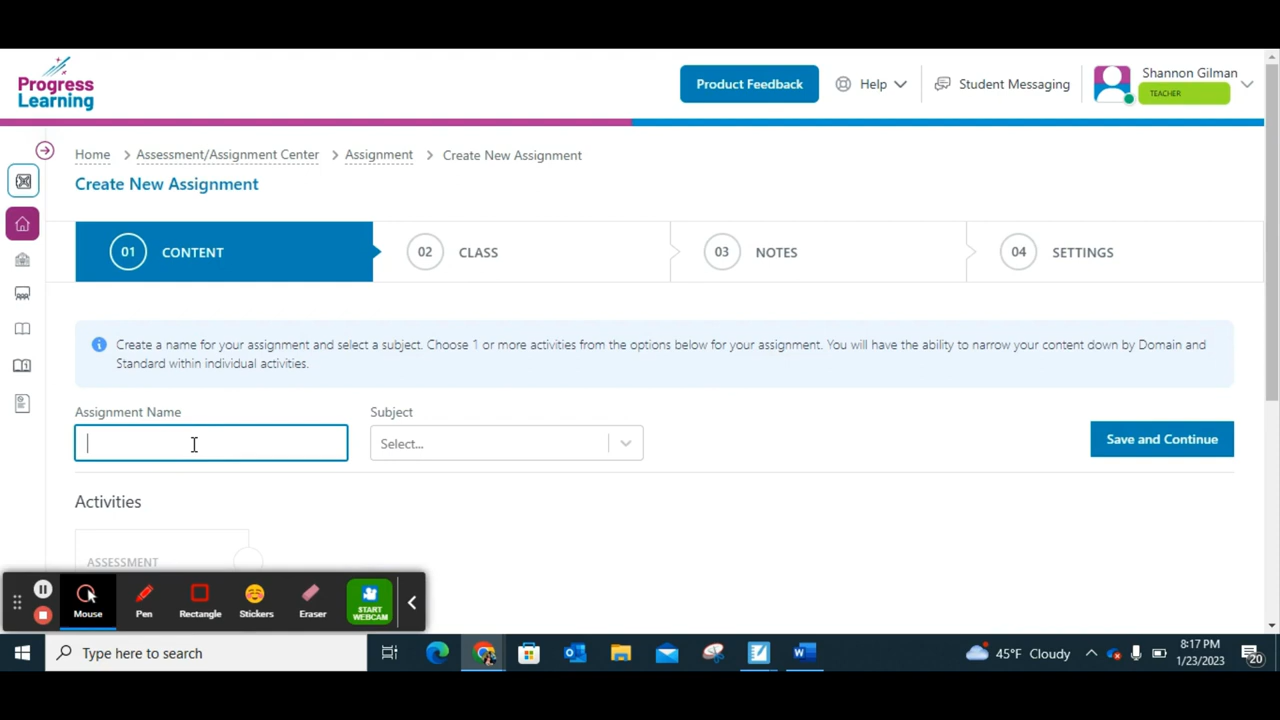 Progress
Learning
Product Feedback
Help
Student Messaging
Shannon Gilman
TEACHER
Home > Assessment/Assignment Center > Assignment > Create New Assignment
Create New Assignment
01 CONTENT
02 CLASS
03 NOTES
04 SETTINGS
Create a name for your assignment and select a subject. Choose 1 or more activities from the options below for your assignment. You will have the ability to narrow your content down by Domain and
Standard within individual activities.
Assignment Name
Subject
Select...
Save and Continue
Activities
ASSESSMENT
Mouse
Pen
Rectangle
Stickers
Eraser
START
WEBCAM
Type here to search
45°F Cloudy
8:17 PM
1/23/2023
20